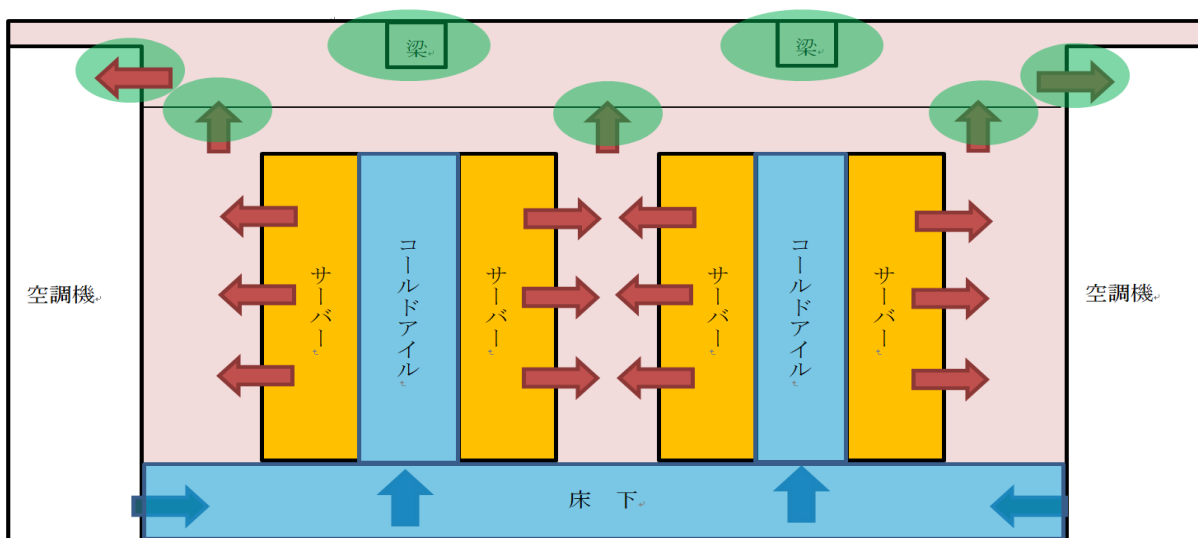 梁
梁
空調機
サーバー
コールドアイル
サーバー
サーバー
コールドアイル
サーバー
空調機
床　下